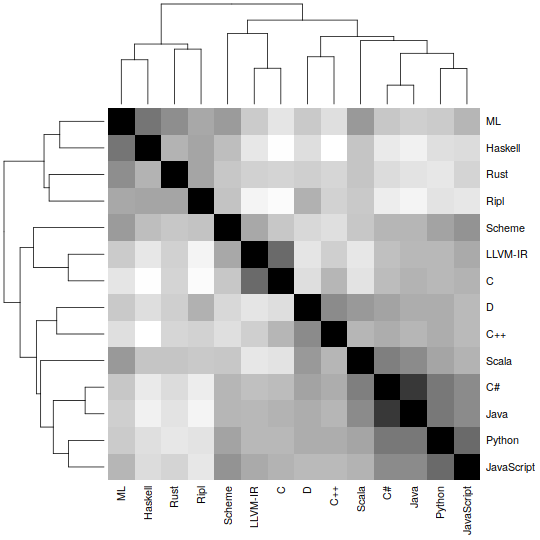 ML
Haskell
Rust
Ripl
Scheme
LLVM-IR
C
D
C++
Scala
C#
Java
Python
JavaScript
ML
Haskell
Rust
Ripl
Scheme
LLVM-IR
C
D
C++
Scala
C#
Java
Python
JavaScript